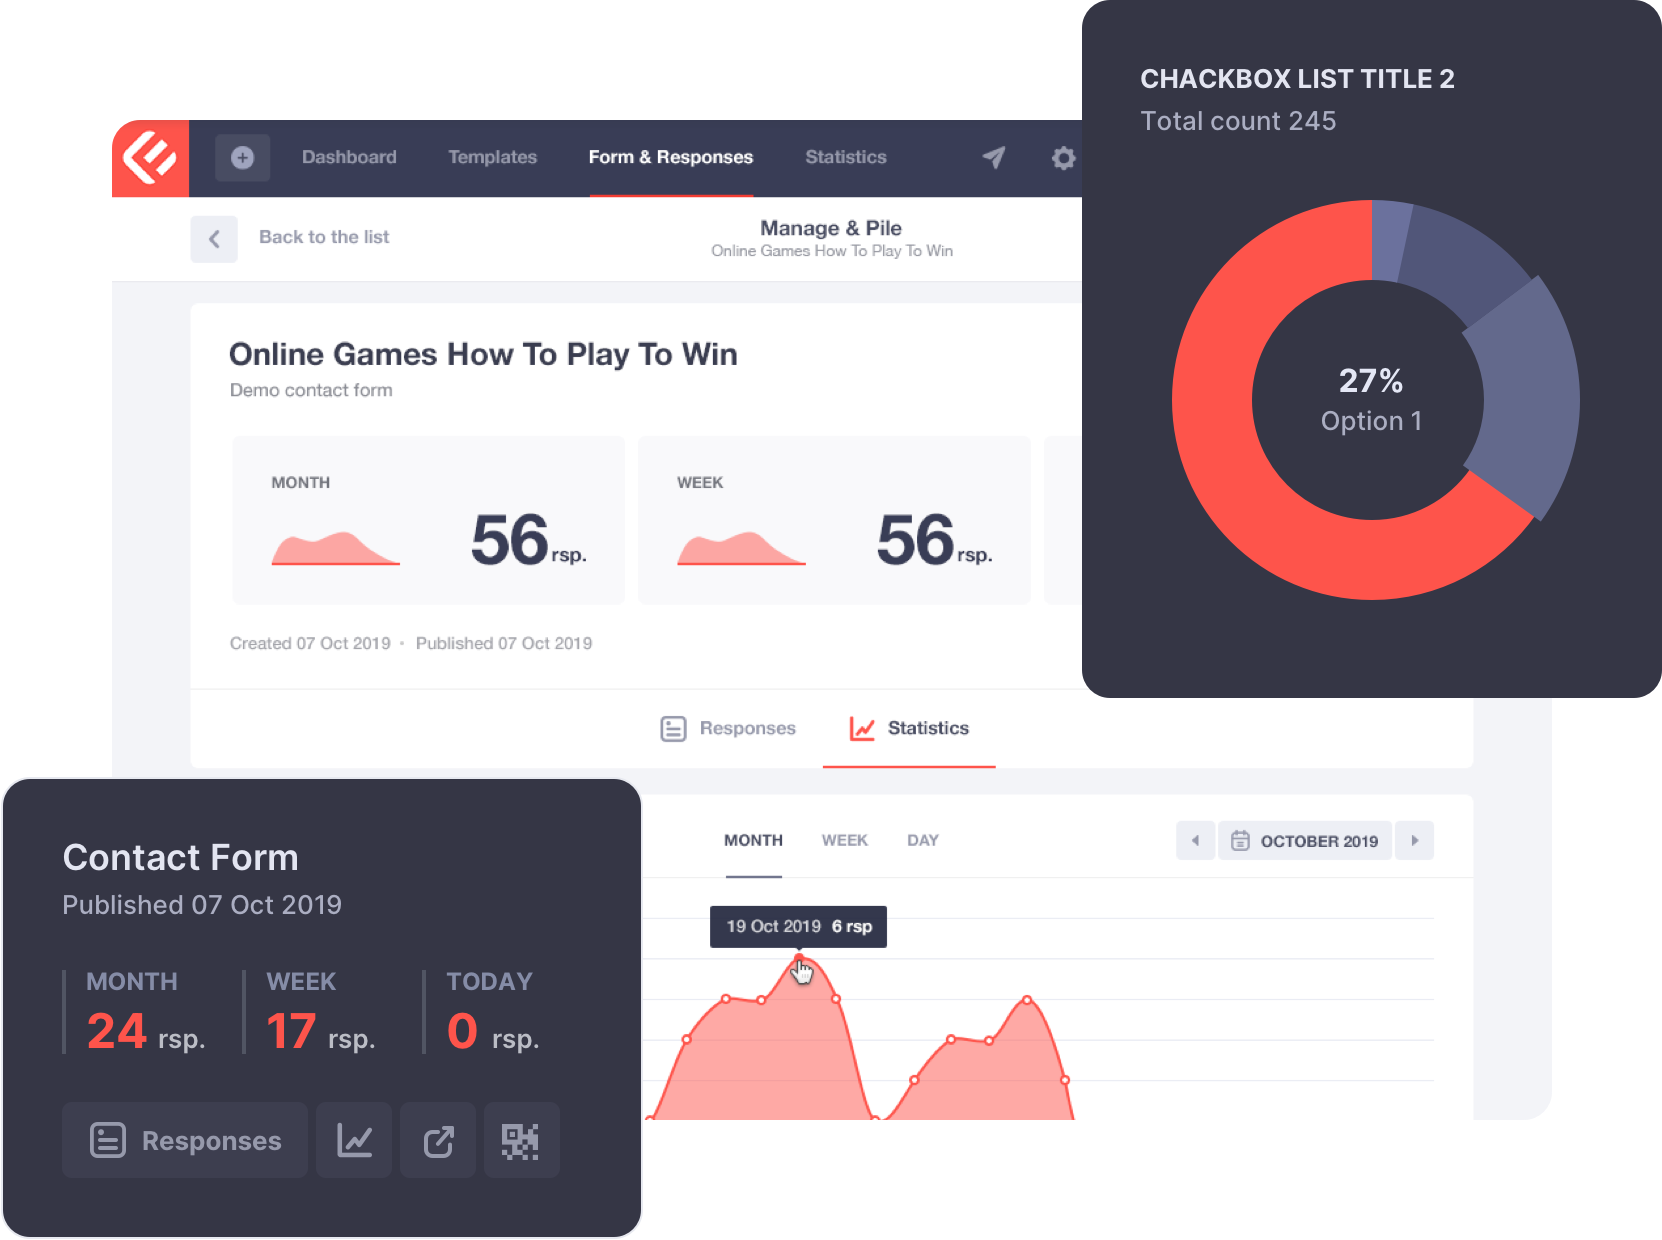 CHACKBOX LIST TITLE 2
Total count 245
27%
Option 1
Dashboard Templates Form & Responses Statistics
Back to the list
Manage & Pile
Online Games How To Play To Win
Online Games How To Play To Win
Demo contact form
MONTH
56 rsp.
WEEK
56 rsp.
Created 07 Oct 2019 • Published 07 Oct 2019
Responses Statistics
MONTH WEEK DAY
OCTOBER 2019
19 Oct 2019 6 rsp
Contact Form
Published 07 Oct 2019
MONTH
24 rsp.
WEEK
17 rsp.
TODAY
0 rsp.
Responses